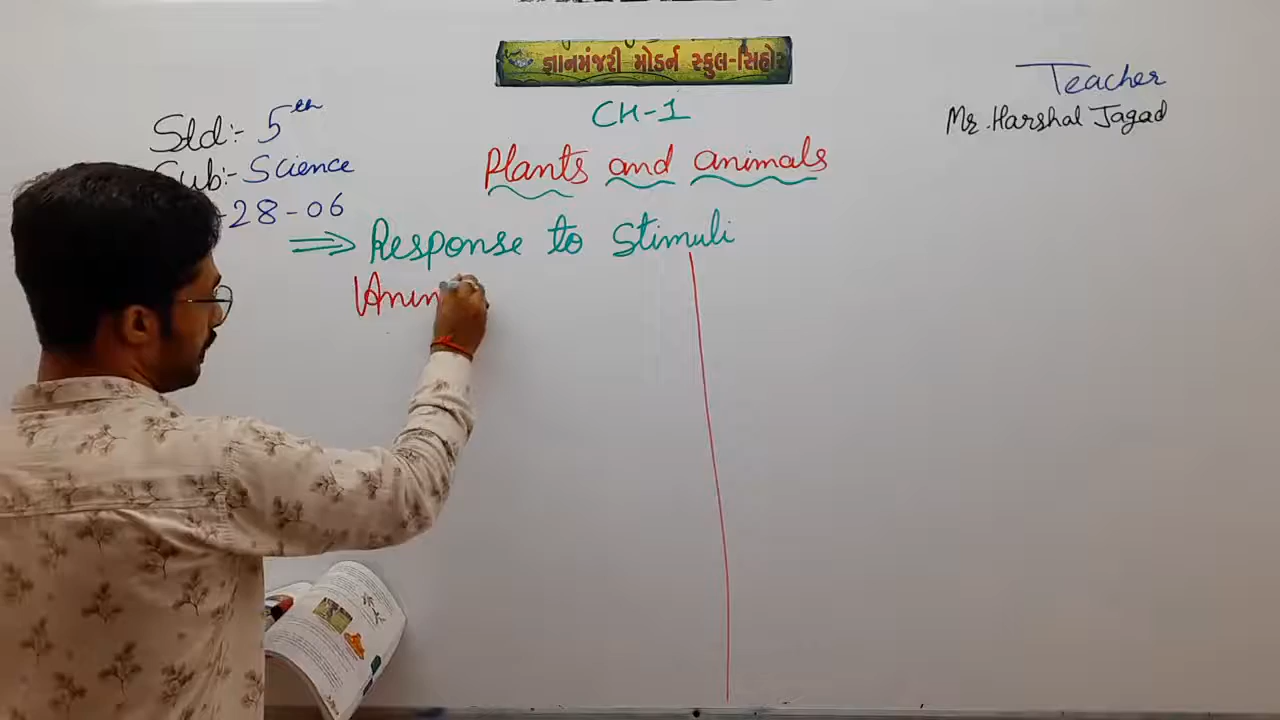 જ્ઞાનમંજરી મોડર્ન સ્કુલ-સિહોર
CH-1
Plants and animals
Std:- 5th
Sub:- Science
-28-06
Teacher
Mr. Harshal Jagad
⇒ Response to Stimuli
Anim